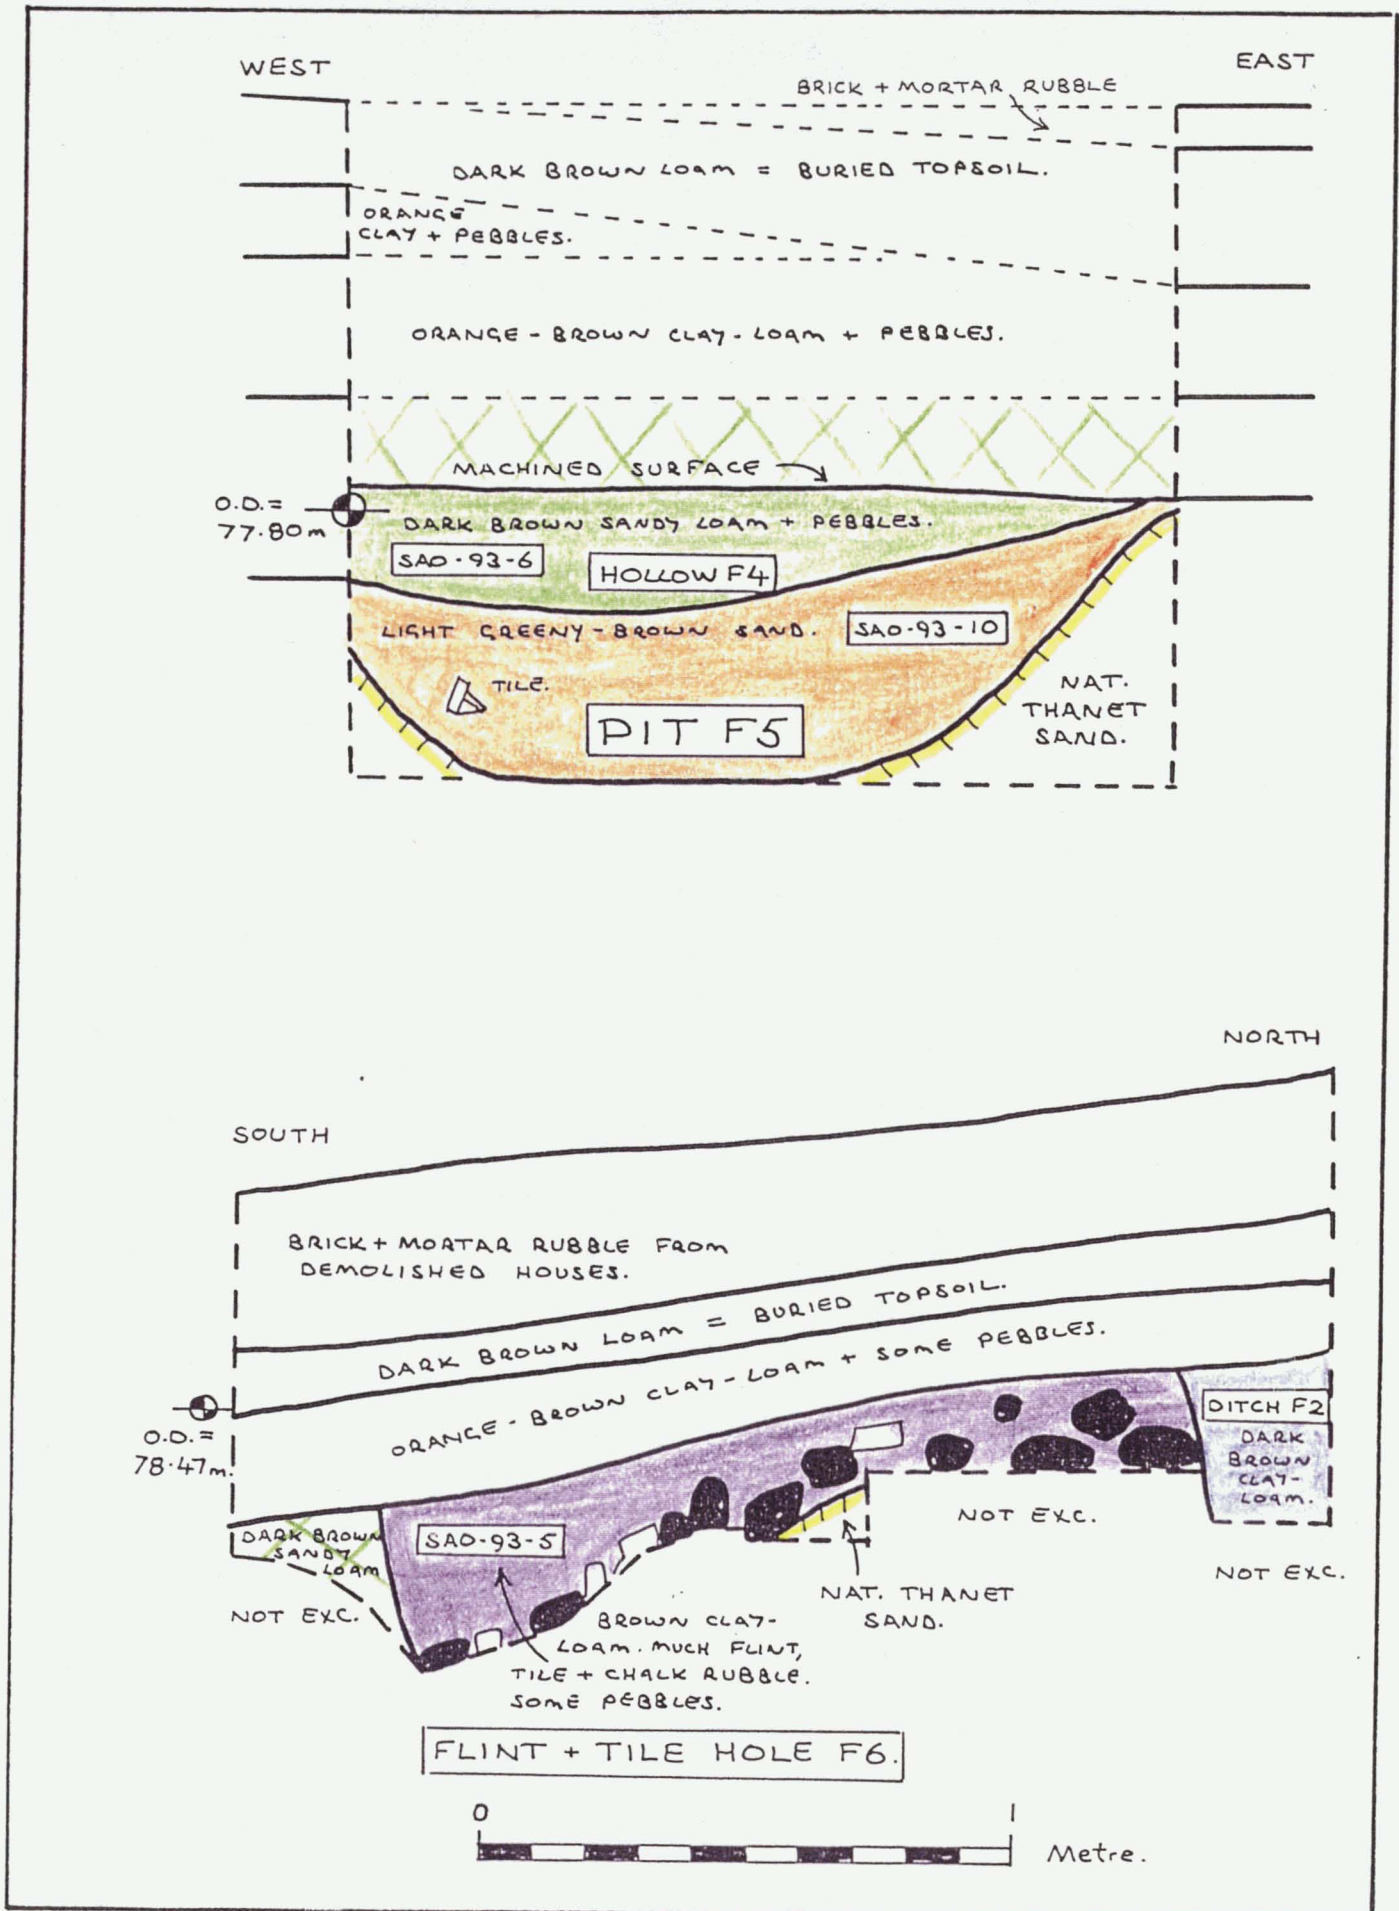 WEST
EAST
BRICK + MORTAR RUBBLE
DARK BROWN LOAM = BURIED TOPSOIL.
ORANGE
CLAY + PEBBLES.
ORANGE - BROWN CLAY - LOAM + PEBBLES.
MACHINED SURFACE
O.D. =
77.80m
DARK BROWN SANDY LOAM + PEBBLES.
SAO-93-6
HOLLOW F4
LIGHT GREENY-BROWN SAND.
SAO-93-10
TILE.
PIT F5
NAT.
THANET
SAND.
NORTH
SOUTH
BRICK + MORTAR RUBBLE FROM
DEMOLISHED HOUSES.
DARK BROWN LOAM = BURIED TOPSOIL.
ORANGE - BROWN CLAY - LOAM + SOME PEBBLES.
O.D. =
78.47m.
DITCH F2
DARK
BROWN
CLAY-
LOAM.
DARK BROWN
SANDY
LOAM
SAO-93-5
NOT EXC.
NOT EXC.
NOT EXC.
NAT. THANET
SAND.
BROWN CLAY-
LOAM. MUCH FLINT,
TILE + CHALK RUBBLE.
SOME PEBBLES.
FLINT + TILE HOLE F6.
0 1
Metre.